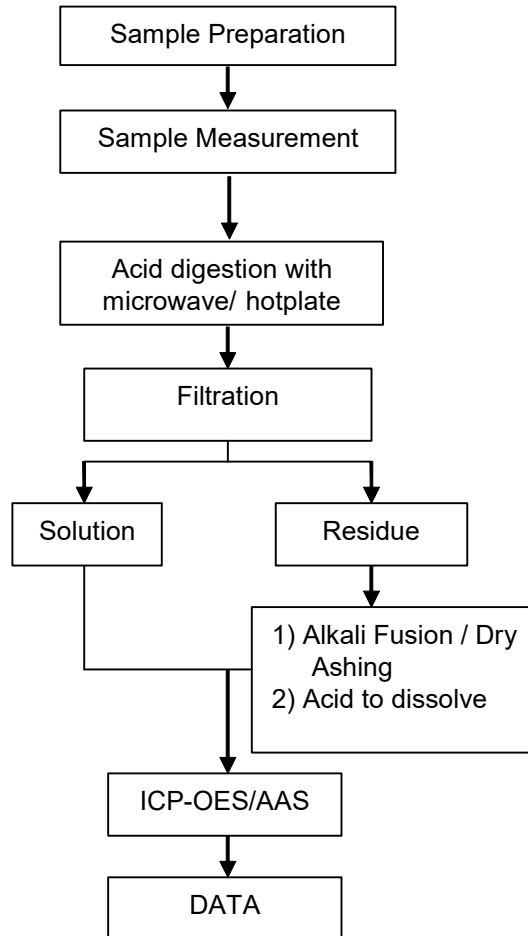 Sample Preparation
Sample Measurement
Acid digestion with
microwave/ hotplate
Filtration
Solution
Residue
1) Alkali Fusion / Dry
Ashing
2) Acid to dissolve
ICP-OES/AAS
DATA